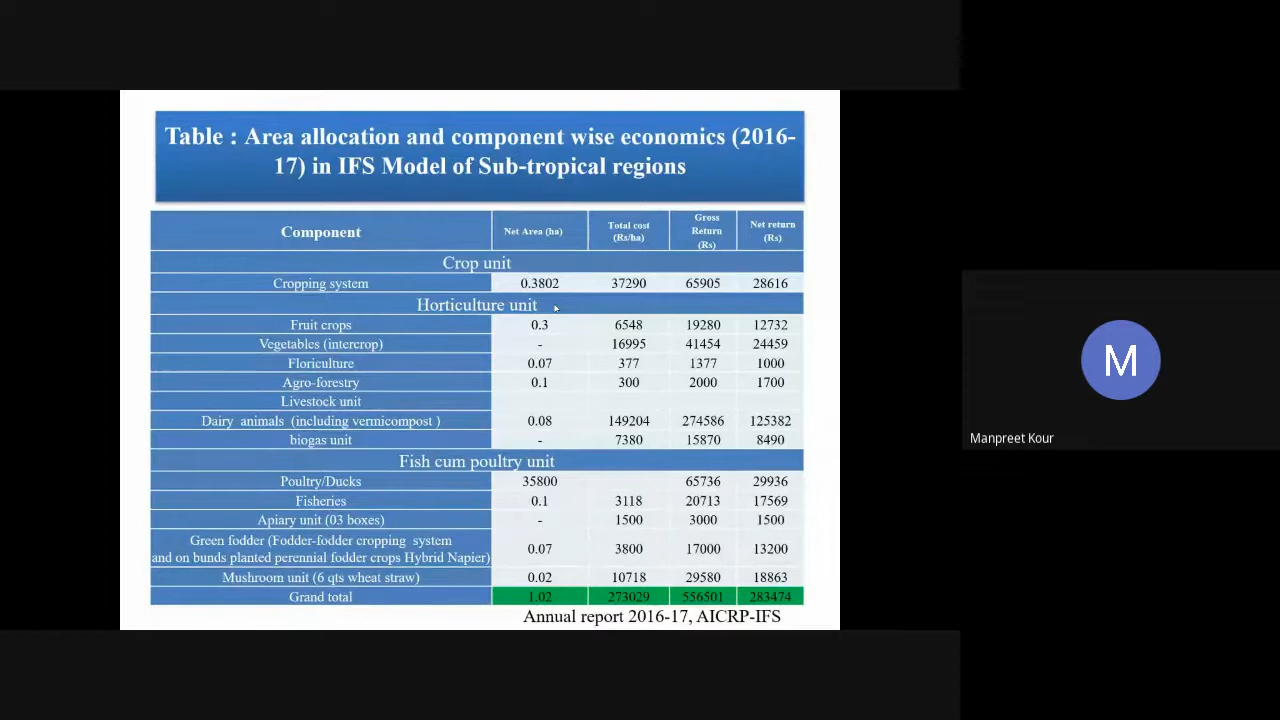 Table : Area allocation and component wise economics (2016-
17) in IFS Model of Sub-tropical regions
Component Net Area (ha) Total cost (Rs/ha) Gross Return (Rs) Net return (Rs)
Crop unit
Cropping system 0.3802 37290 65905 28616
Horticulture unit
Fruit crops 0.3 6548 19280 12732
Vegetables (intercrop) - 16995 41454 24459
Floriculture 0.07 377 1377 1000
Agro-forestry 0.1 300 2000 1700
Livestock unit
Dairy animals (including vermicompost ) 0.08 149204 274586 125382
biogas unit - 7380 15870 8490
Fish cum poultry unit
Poultry/Ducks 35800 65736 29936
Fisheries 0.1 3118 20713 17569
Apiary unit (03 boxes) - 1500 3000 1500
Green fodder (Fodder-fodder cropping system
and on bunds planted perennial fodder crops Hybrid Napier) 0.07 3800 17000 13200
Mushroom unit (6 qts wheat straw) 0.02 10718 29580 18863
Grand total 1.02 273029 556501 283474
Annual report 2016-17, AICRP-IFS
M
Manpreet Kour